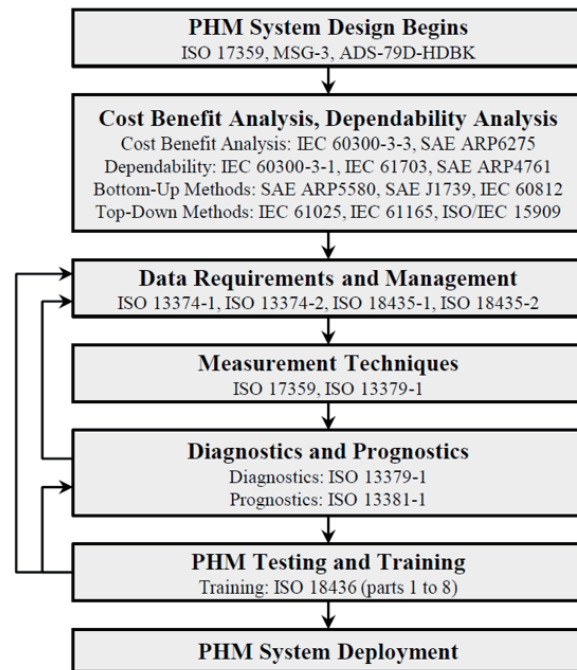 PHM System Design Begins
ISO 17359, MSG-3, ADS-79D-HDBK
Cost Benefit Analysis, Dependability Analysis
Cost Benefit Analysis: IEC 60300-3-3, SAE ARP6275
Dependability: IEC 60300-3-1, IEC 61703, SAE ARP4761
Bottom-Up Methods: SAE ARP5580, SAE J1739, IEC 60812
Top-Down Methods: IEC 61025, IEC 61165, ISO/IEC 15909
Data Requirements and Management
ISO 13374-1, ISO 13374-2, ISO 18435-1, ISO 18435-2
Measurement Techniques
ISO 17359, ISO 13379-1
Diagnostics and Prognostics
Diagnostics: ISO 13379-1
Prognostics: ISO 13381-1
PHM Testing and Training
Training: ISO 18436 (parts 1 to 8)
PHM System Deployment